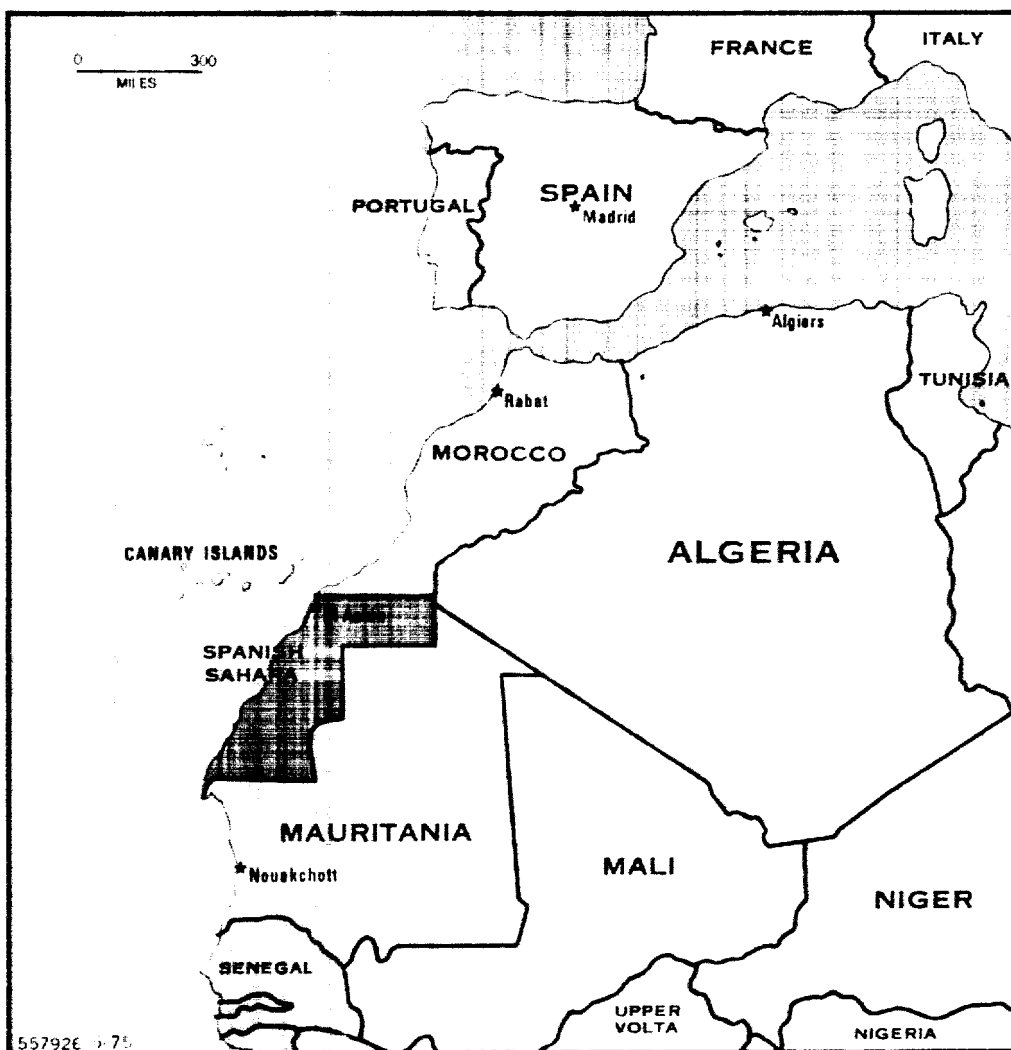 0 300
MILES
FRANCE
ITALY
PORTUGAL
SPAIN
Madrid
Algiers
TUNISIA
Rabat
MOROCCO
CANARY ISLANDS
ALGERIA
SPANISH
SAHARA
MAURITANIA
Nouakchott
MALI
NIGER
SENEGAL
UPPER
VOLTA
NIGERIA
557926